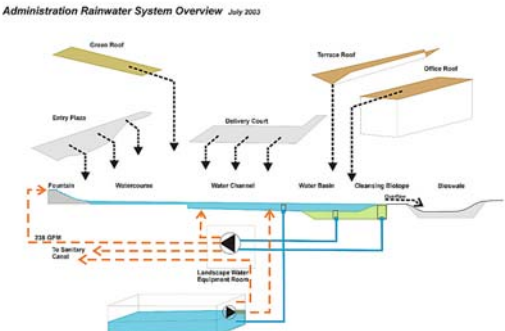 Administration Rainwater System Overview July 2003
Green Roof
Terrace Roof
Office Roof
Entry Plaza
Delivery Court
Fountain
Watercourse
Water Channel
Water Basin
Cleansing Biotope
Bioswale
Overflow
238 GPM
To Sanitary
Canal
Landscape Water
Equipment Room